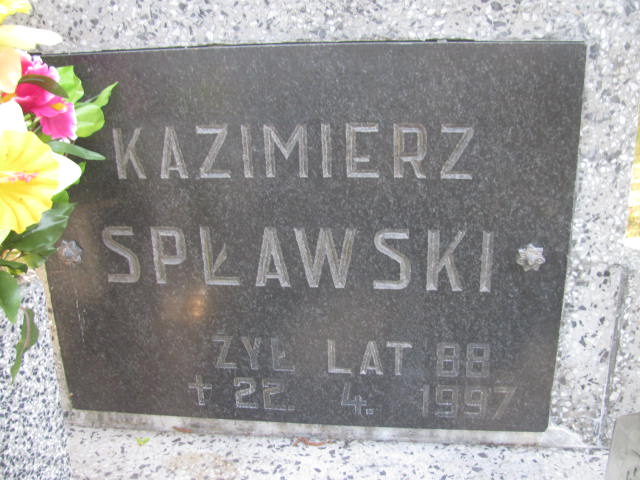 KAZIMIERZ
SPŁAWSKI
ŻYŁ LAT 88
+ 22. 4. 1997